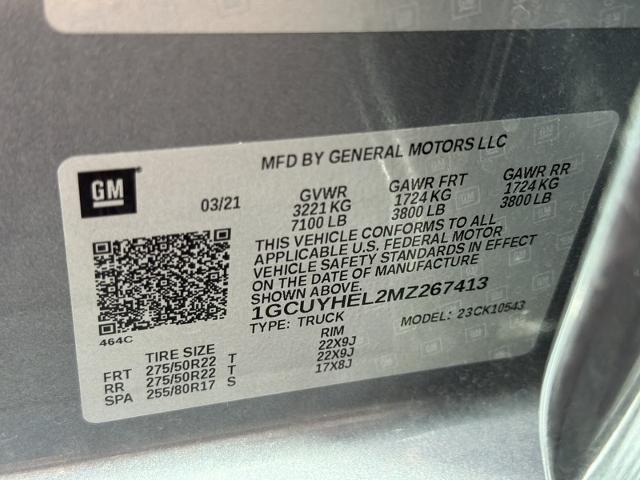 GM
MFD BY GENERAL MOTORS LLC
03/21
GVWR
3221 KG
7100 LB
GAWR FRT
1724 KG
3800 LB
GAWR RR
1724 KG
3800 LB
THIS VEHICLE CONFORMS TO ALL
APPLICABLE U.S. FEDERAL MOTOR
VEHICLE SAFETY STANDARDS IN EFFECT
ON THE DATE OF MANUFACTURE
SHOWN ABOVE.
1GCUYHEL2MZ267413
TYPE: TRUCK
MODEL: 23CK10543
464C
TIRE SIZE RIM
FRT 275/50R22 T 22X9J
RR 275/50R22 T 22X9J
SPA 255/80R17 S 17X8J